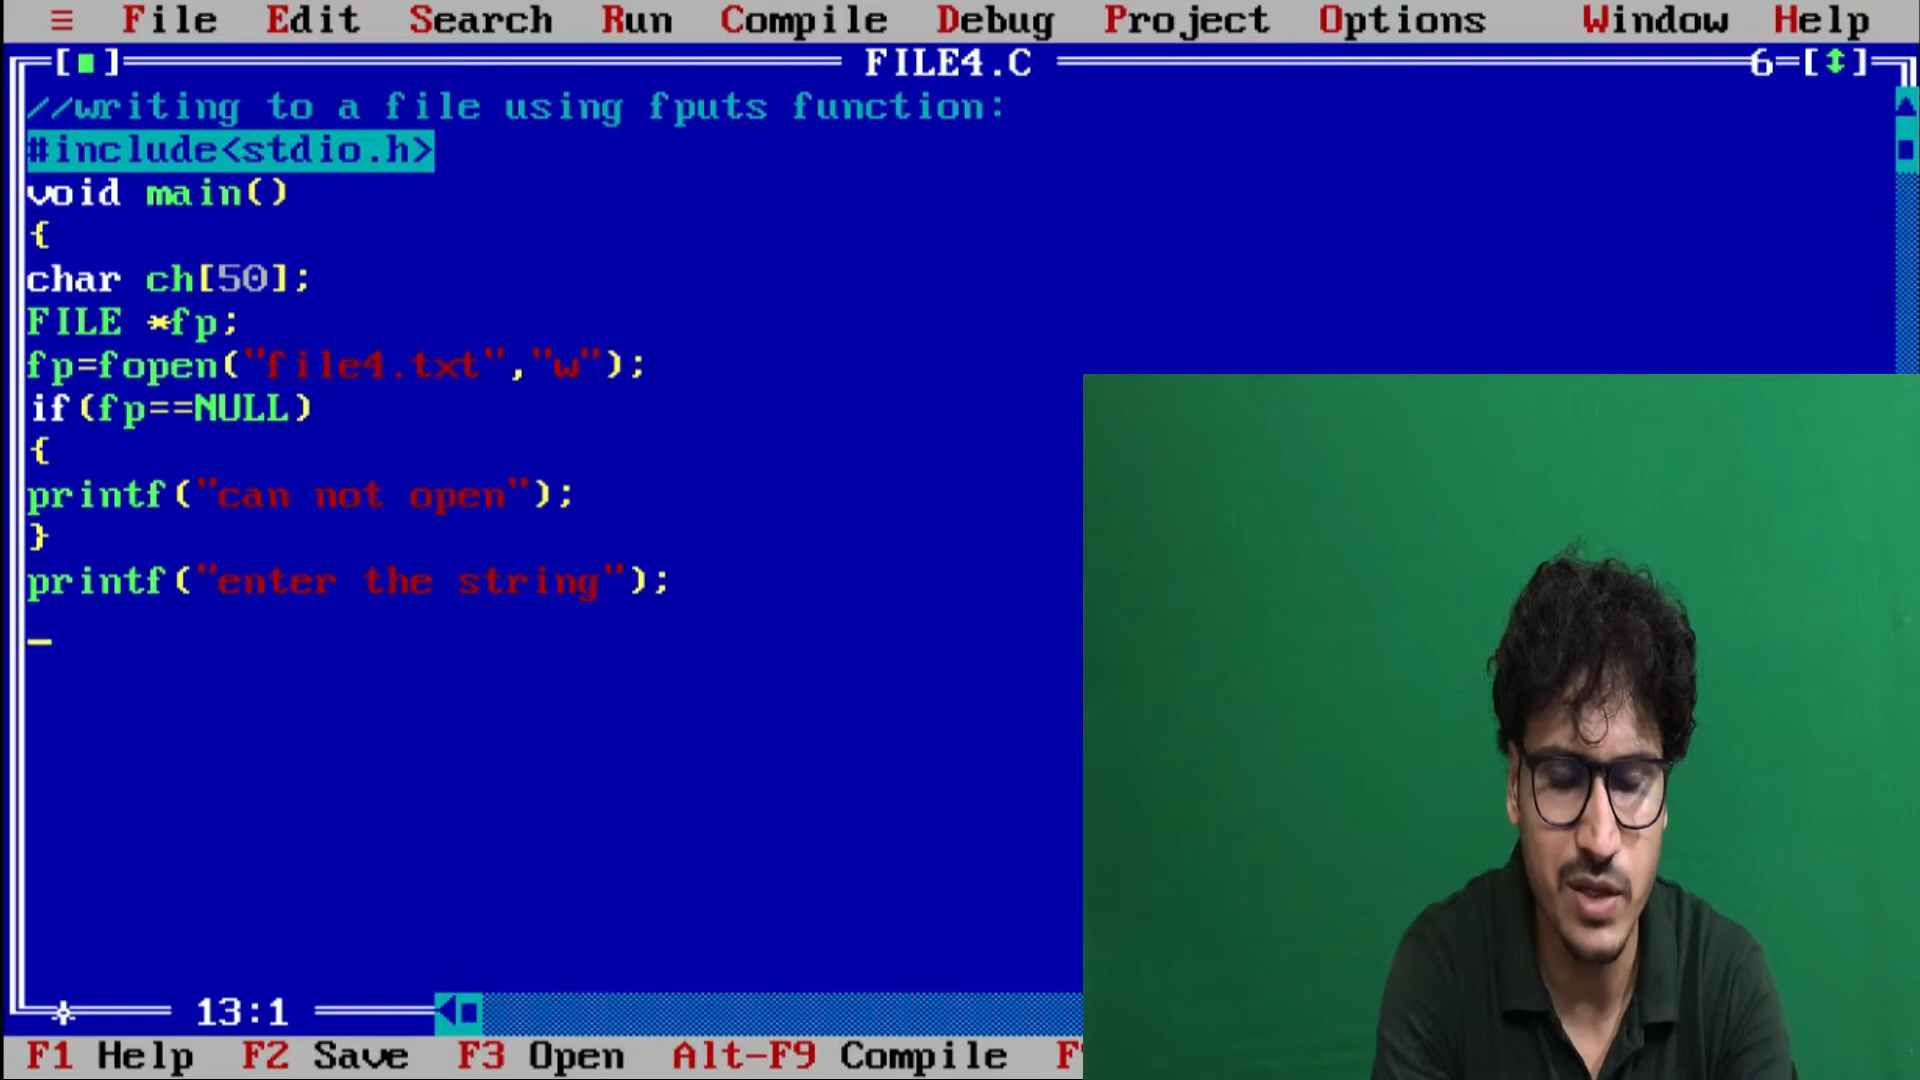 ≡ File Edit Search Run Compile Debug Project Options Window Help
[■] FILE4.C 6=[↕]
//writing to a file using fputs function:
#include<stdio.h>
void main()
{
char ch[50];
FILE *fp;
fp=fopen("file4.txt","w");
if(fp==NULL)
{
printf("can not open");
}
printf("enter the string");
13:1
F1 Help F2 Save F3 Open Alt-F9 Compile